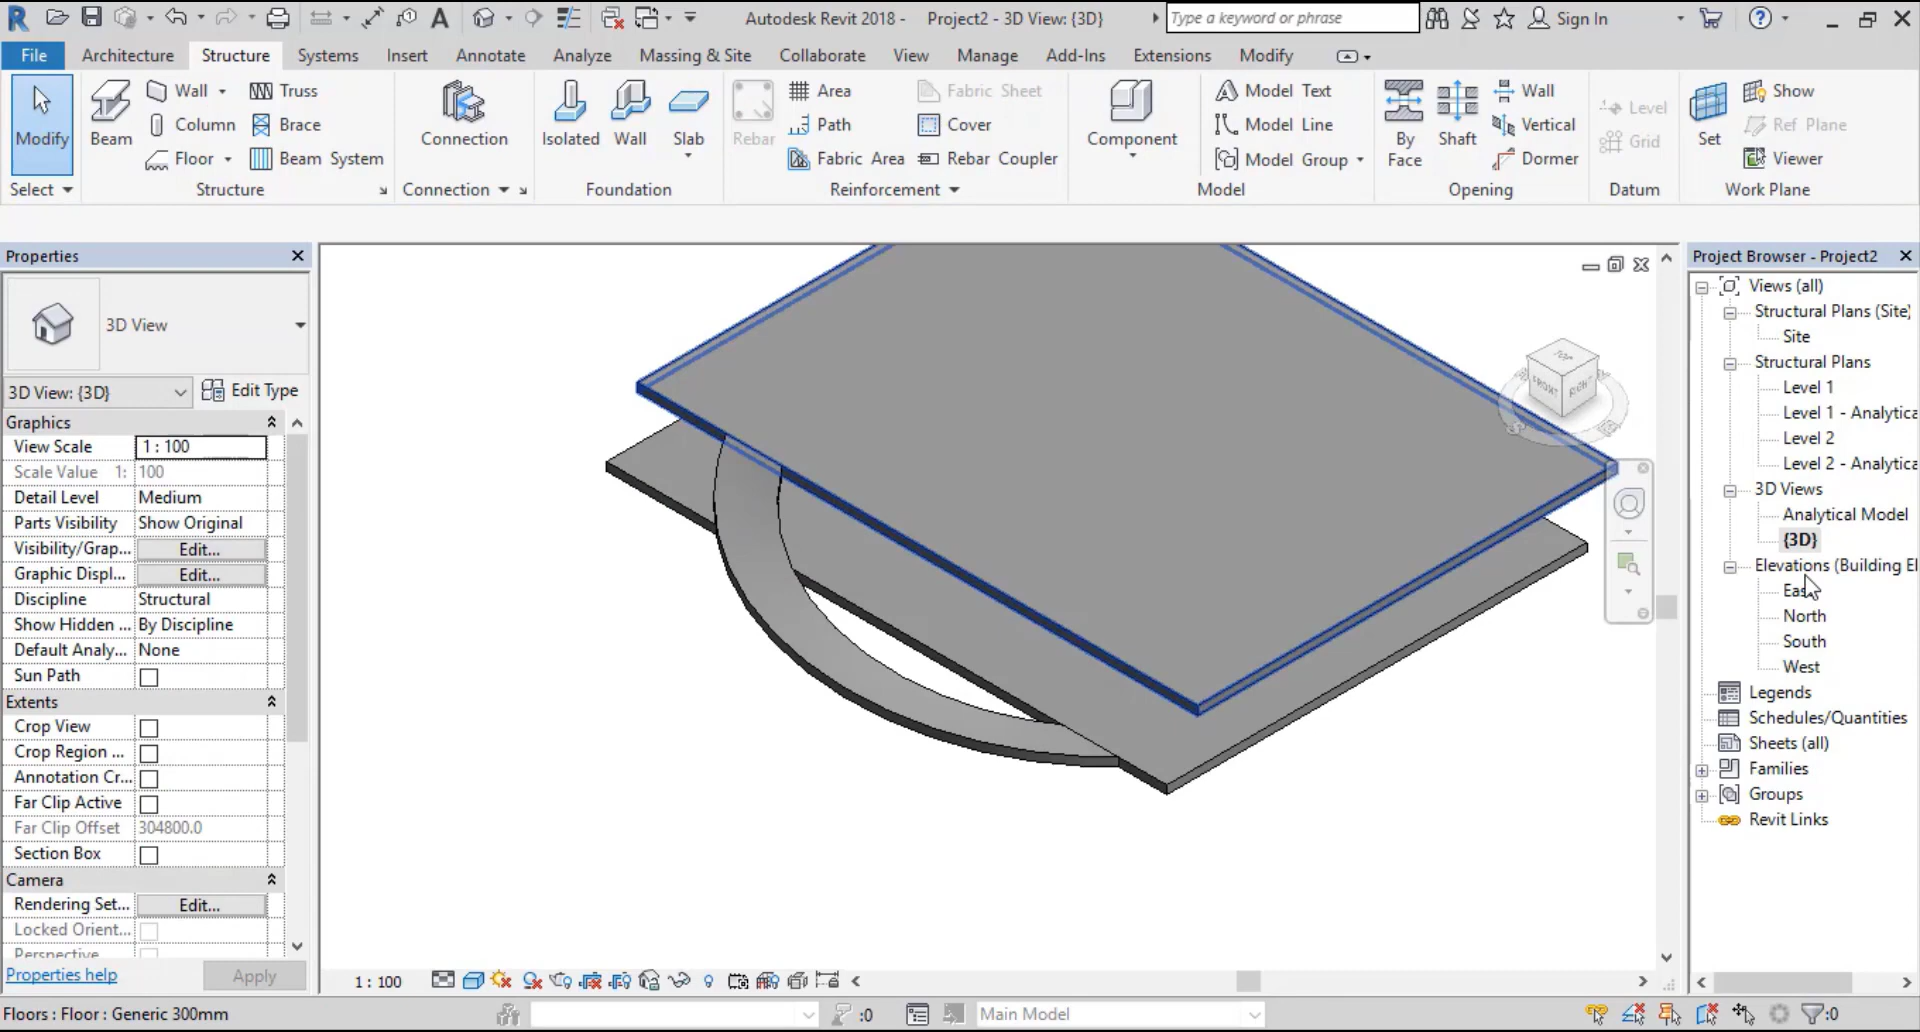 Autodesk Revit 2018 - Project2 - 3D View: {3D} Type a keyword or phrase Sign In
File Architecture Structure Systems Insert Annotate Analyze Massing & Site Collaborate View Manage Add-Ins Extensions Modify
Modify
Select
Beam
Wall
Column
Floor
Truss
Brace
Beam System
Structure
Connection
Connection
Isolated
Wall
Slab
Foundation
Rebar
Area
Path
Fabric Area
Fabric Sheet
Cover
Rebar Coupler
Reinforcement
Component
Model Text
Model Line
Model Group
Model
By Face
Shaft
Wall
Vertical
Dormer
Opening
Level
Grid
Datum
Set
Show
Ref Plane
Viewer
Work Plane
Properties
3D View
3D View: {3D} Edit Type
Graphics
View Scale 1 : 100
Scale Value 1: 100
Detail Level Medium
Parts Visibility Show Original
Visibility/Grap... Edit...
Graphic Displ... Edit...
Discipline Structural
Show Hidden ... By Discipline
Default Analy... None
Sun Path
Extents
Crop View
Crop Region ...
Annotation Cr...
Far Clip Active
Far Clip Offset 304800.0
Section Box
Camera
Rendering Set... Edit...
Locked Orient...
Perspective
Properties help Apply
TOP
FRONT RIGHT
1 : 100
Project Browser - Project2
Views (all)
Structural Plans (Site)
Site
Structural Plans
Level 1
Level 1 - Analytica
Level 2
Level 2 - Analytica
3D Views
Analytical Model
{3D}
Elevations (Building El
Eas
North
South
West
Legends
Schedules/Quantities
Sheets (all)
Families
Groups
Revit Links
Floors : Floor : Generic 300mm :0 Main Model :0